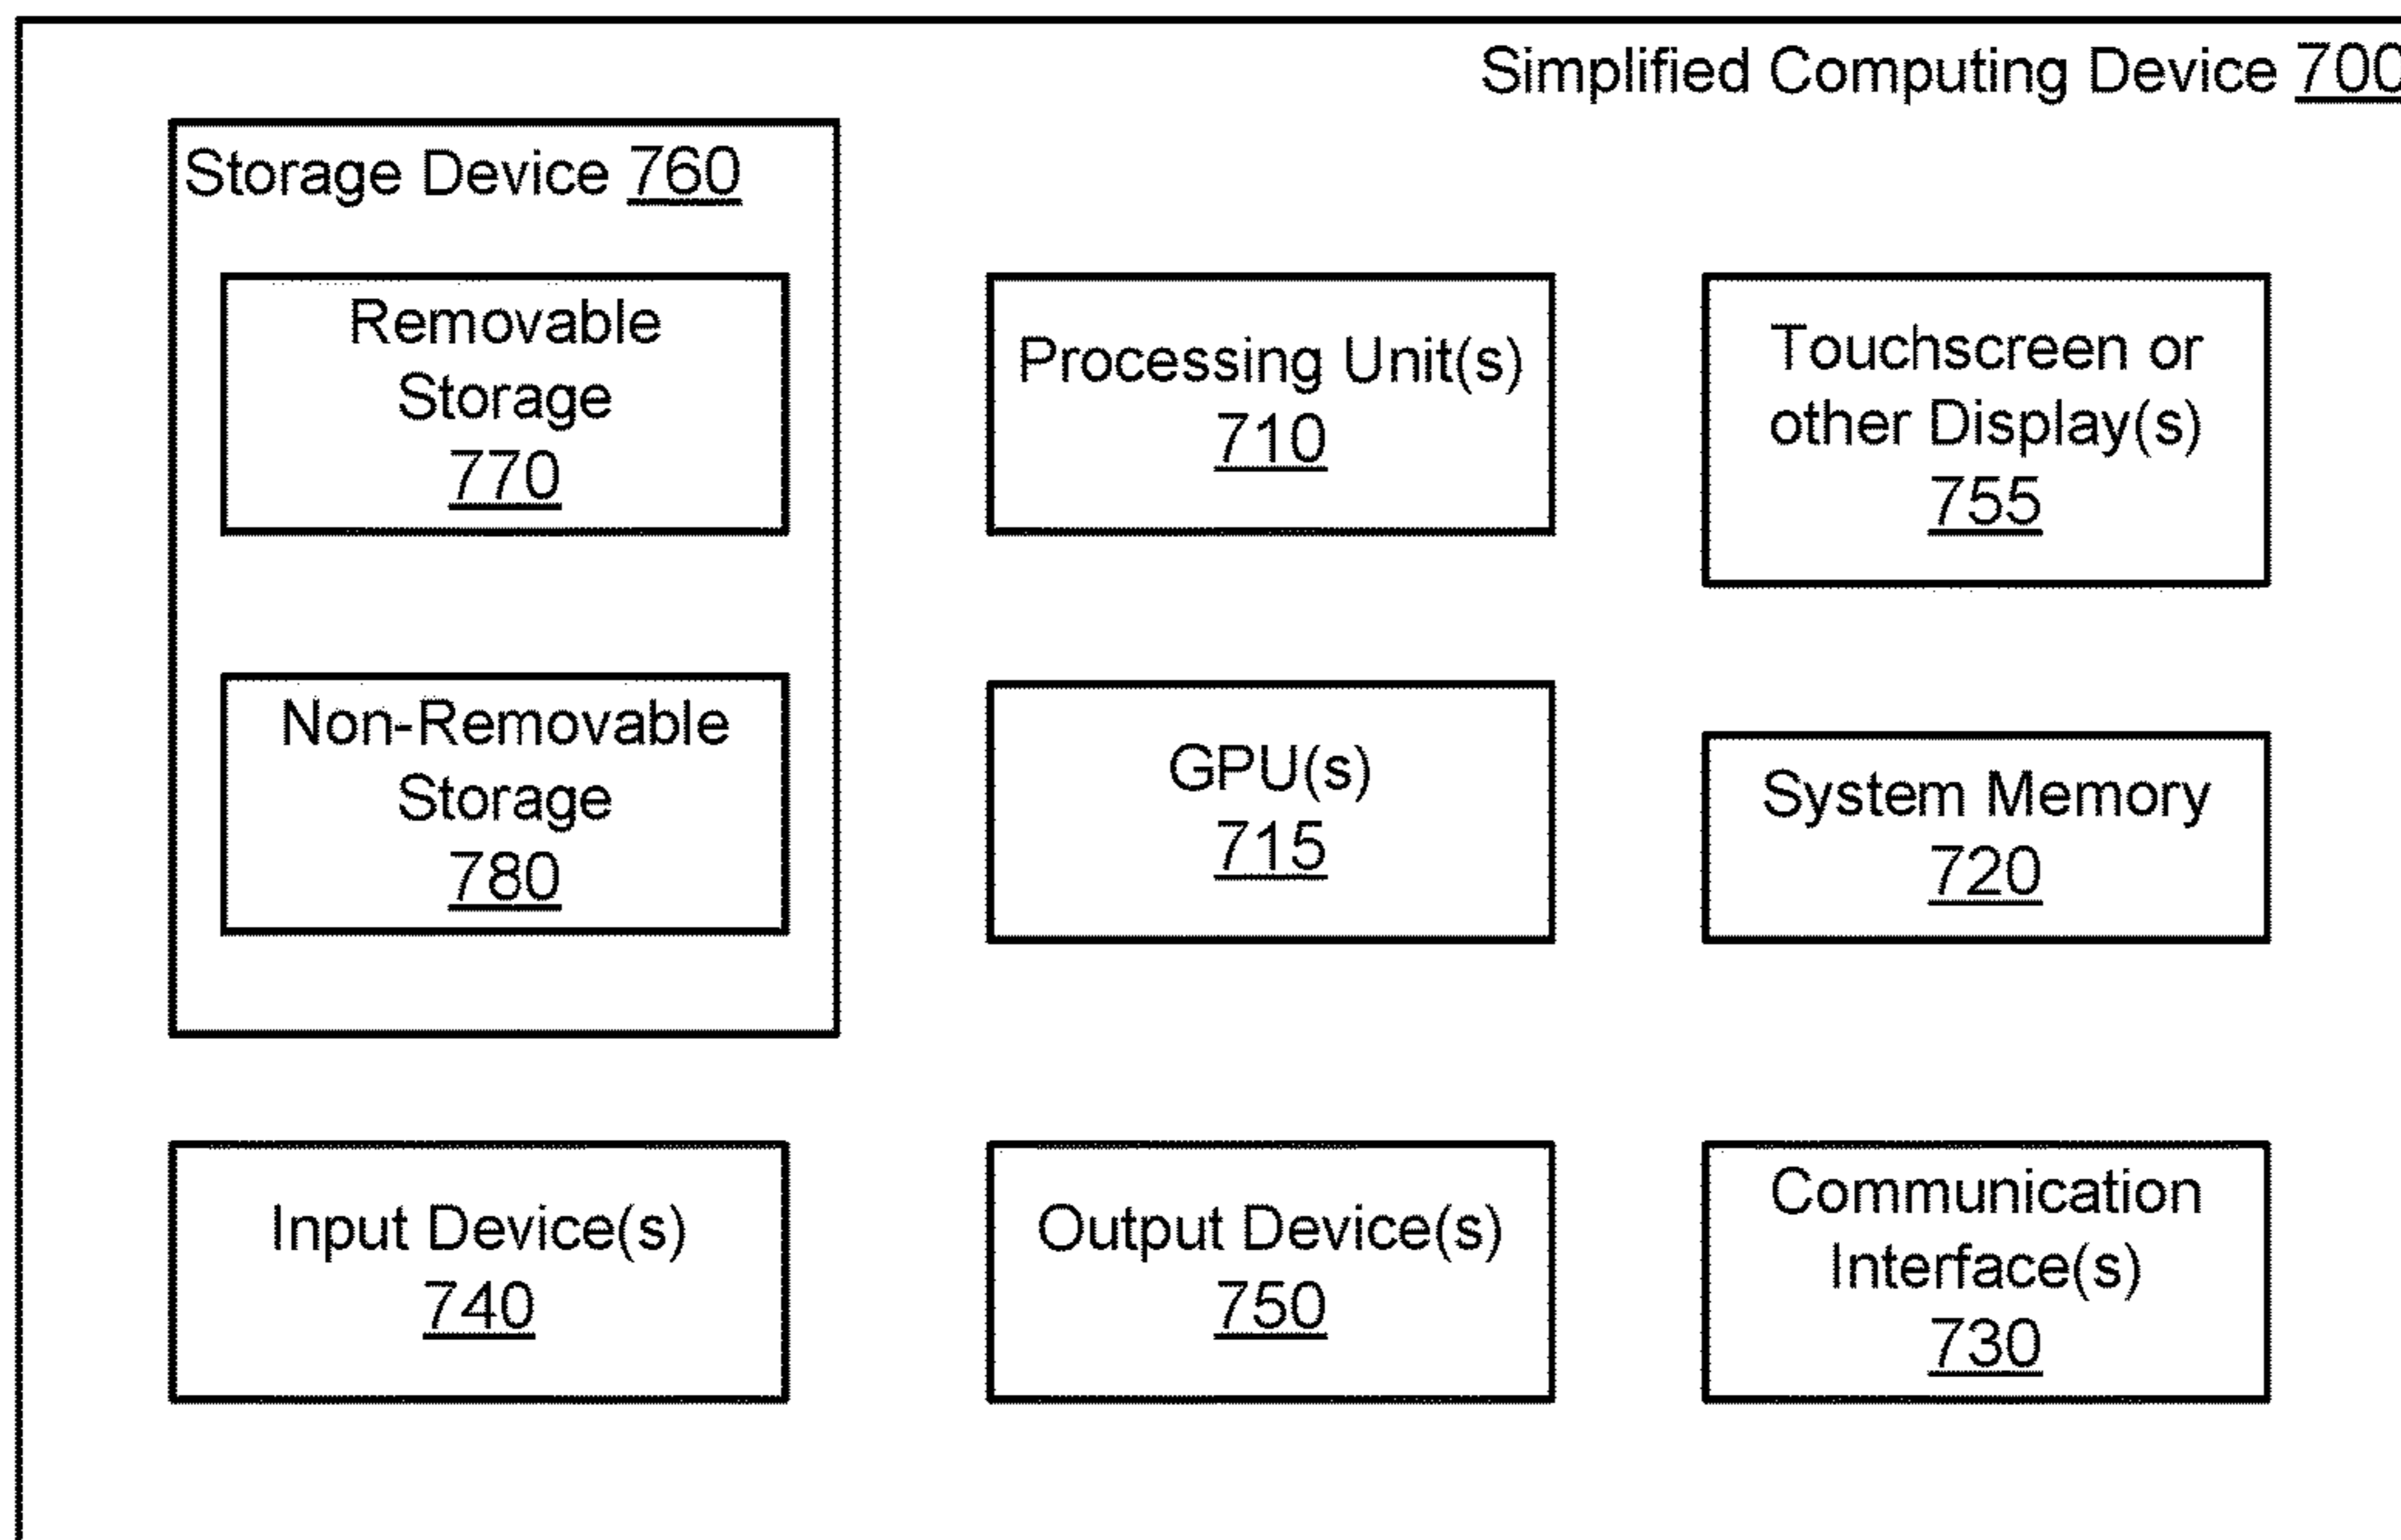 Simplified Computing Device 700
Storage Device 760
Removable
Storage
770
Processing Unit(s)
710
Touchscreen or
other Display(s)
755
Non-Removable
Storage
780
GPU(s)
715
System Memory
720
Input Device(s)
740
Output Device(s)
750
Communication
Interface(s)
730